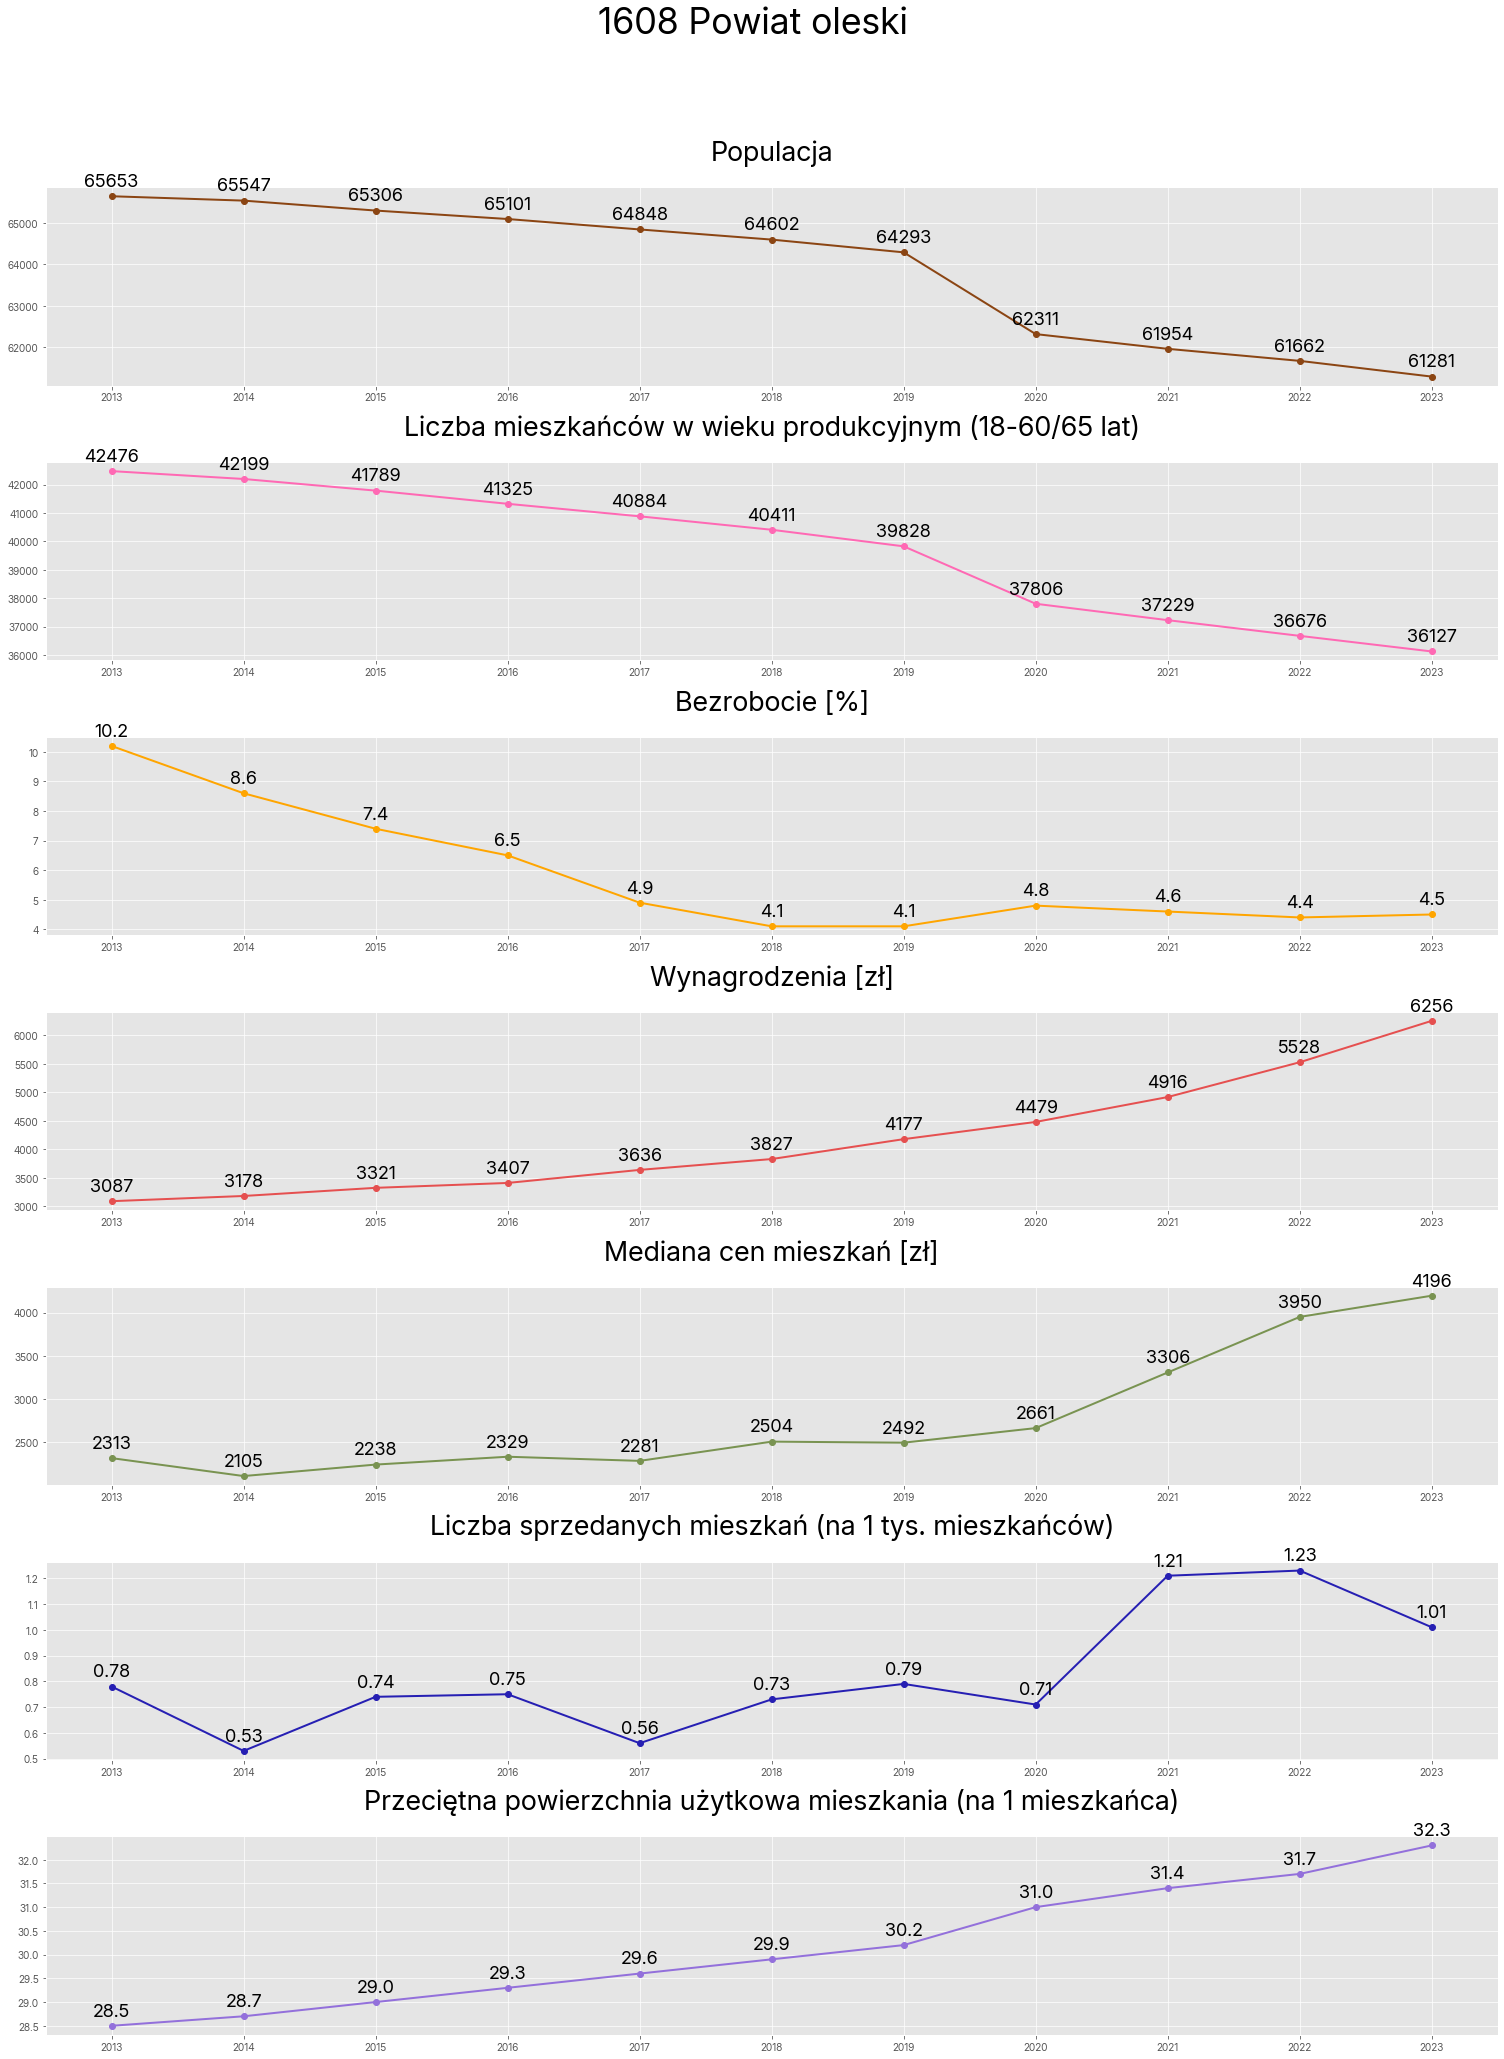 1608 Powiat oleski
Populacja
65653 65547 65306 65101 64848 64602 64293 62311 61954 61662 61281
65000
64000
63000
62000
2013 2014 2015 2016 2017 2018 2019 2020 2021 2022 2023
Liczba mieszkańców w wieku produkcyjnym (18-60/65 lat)
42476 42199 41789 41325 40884 40411 39828 37806 37229 36676 36127
42000
41000
40000
39000
38000
37000
36000
2013 2014 2015 2016 2017 2018 2019 2020 2021 2022 2023
Bezrobocie [%]
10.2 8.6 7.4 6.5 4.9 4.1 4.1 4.8 4.6 4.4 4.5
10
9
8
7
6
5
4
2013 2014 2015 2016 2017 2018 2019 2020 2021 2022 2023
Wynagrodzenia [zł]
3087 3178 3321 3407 3636 3827 4177 4479 4916 5528 6256
6000
5500
5000
4500
4000
3500
3000
2013 2014 2015 2016 2017 2018 2019 2020 2021 2022 2023
Mediana cen mieszkań [zł]
2313 2105 2238 2329 2281 2504 2492 2661 3306 3950 4196
4000
3500
3000
2500
2013 2014 2015 2016 2017 2018 2019 2020 2021 2022 2023
Liczba sprzedanych mieszkań (na 1 tys. mieszkańców)
0.78 0.53 0.74 0.75 0.56 0.73 0.79 0.71 1.21 1.23 1.01
1.2
1.1
1.0
0.9
0.8
0.7
0.6
0.5
2013 2014 2015 2016 2017 2018 2019 2020 2021 2022 2023
Przeciętna powierzchnia użytkowa mieszkania (na 1 mieszkańca)
28.5 28.7 29.0 29.3 29.6 29.9 30.2 31.0 31.4 31.7 32.3
32.0
31.5
31.0
30.5
30.0
29.5
29.0
28.5
2013 2014 2015 2016 2017 2018 2019 2020 2021 2022 2023